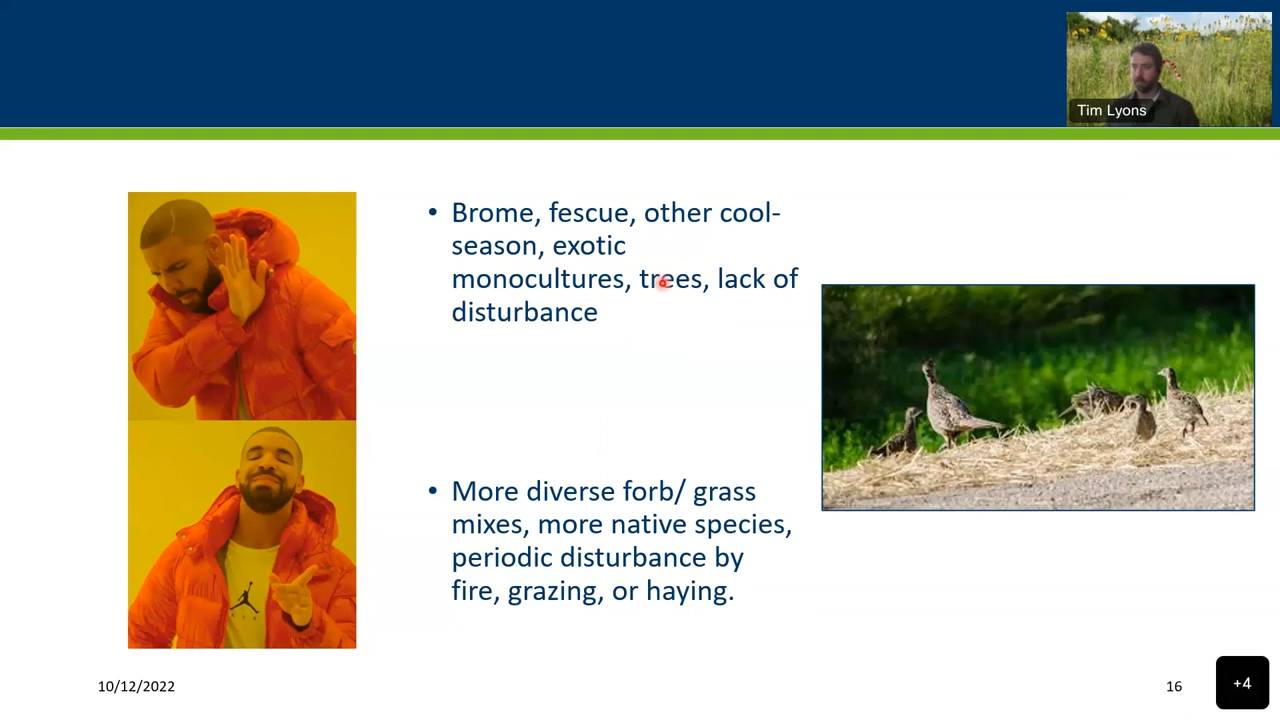 Tim Lyons
• Brome, fescue, other cool-
season, exotic
monocultures, trees, lack of
disturbance
• More diverse forb/ grass
mixes, more native species,
periodic disturbance by
fire, grazing, or haying.
10/12/2022
16
+4